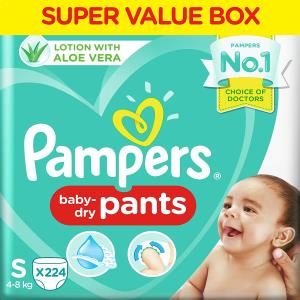 SUPER VALUE BOX
LOTION WITH
ALOE VERA
PAMPERS
No.1
CHOICE OF
DOCTORS
Pampers®
baby-
dry pants
S
4-8 kg
X224